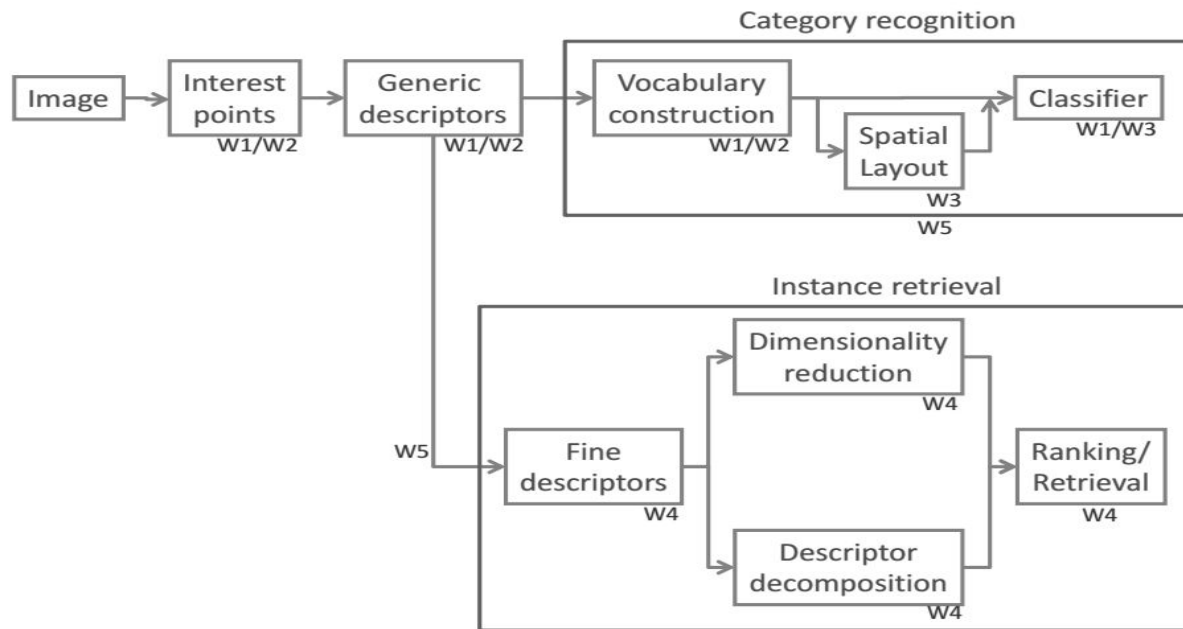 Category recognition
Image
Interest
points
W1/W2
Generic
descriptors
W1/W2
Vocabulary
construction
W1/W2
Spatial
Layout
W3
Classifier
W1/W3
W5
Instance retrieval
W5
Fine
descriptors
W4
Dimensionality
reduction
W4
Descriptor
decomposition
W4
Ranking/
Retrieval
W4